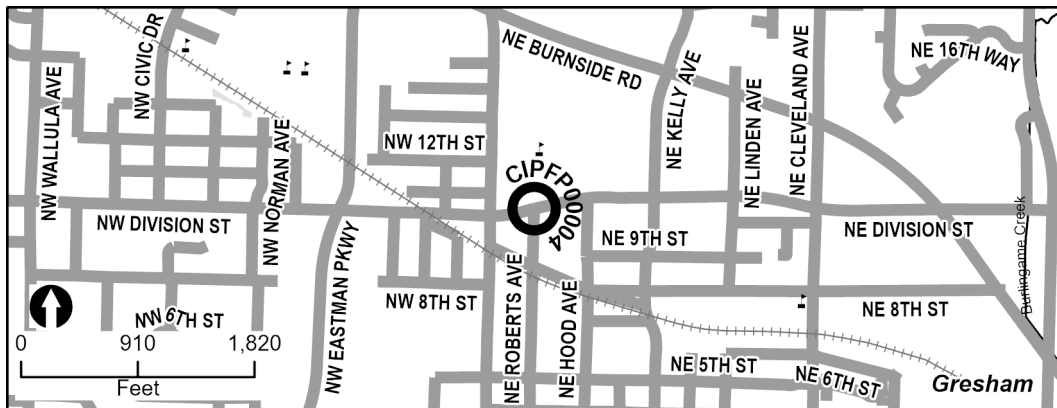 NW CIVIC DR
NE BURNSIDE RD
NE 16TH WAY
NW WALLULA AVE
NE KELLY AVE
NE LINDEN AVE
NE CLEVELAND AVE
NW NORMAN AVE
NW 12TH ST
CIPFP00004
NW DIVISION ST
NE 9TH ST
NE DIVISION ST
NW EASTMAN PKWY
NE ROBERTS AVE
NE HOOD AVE
Burlingame Creek
NW 8TH ST
NE 8TH ST
NW 6TH ST
0 910 1,820
Feet
NE 5TH ST
NE 6TH ST
Gresham